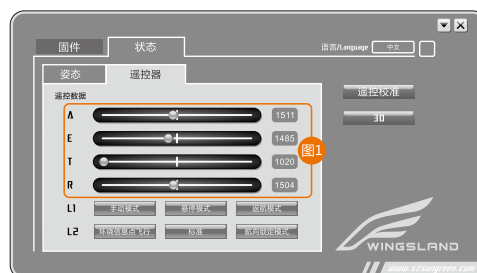 固件 状态 语言/Language 中文
姿态 遥控器
遥控数据 遥控校准
A 1511 3D
E 1485
图1
T 1020
R 1504
L1 手动模式 悬停模式 返航模式
L2 环绕信息点飞行 标准 航向锁定模式
WINGSLAND
www.szsungreen.com